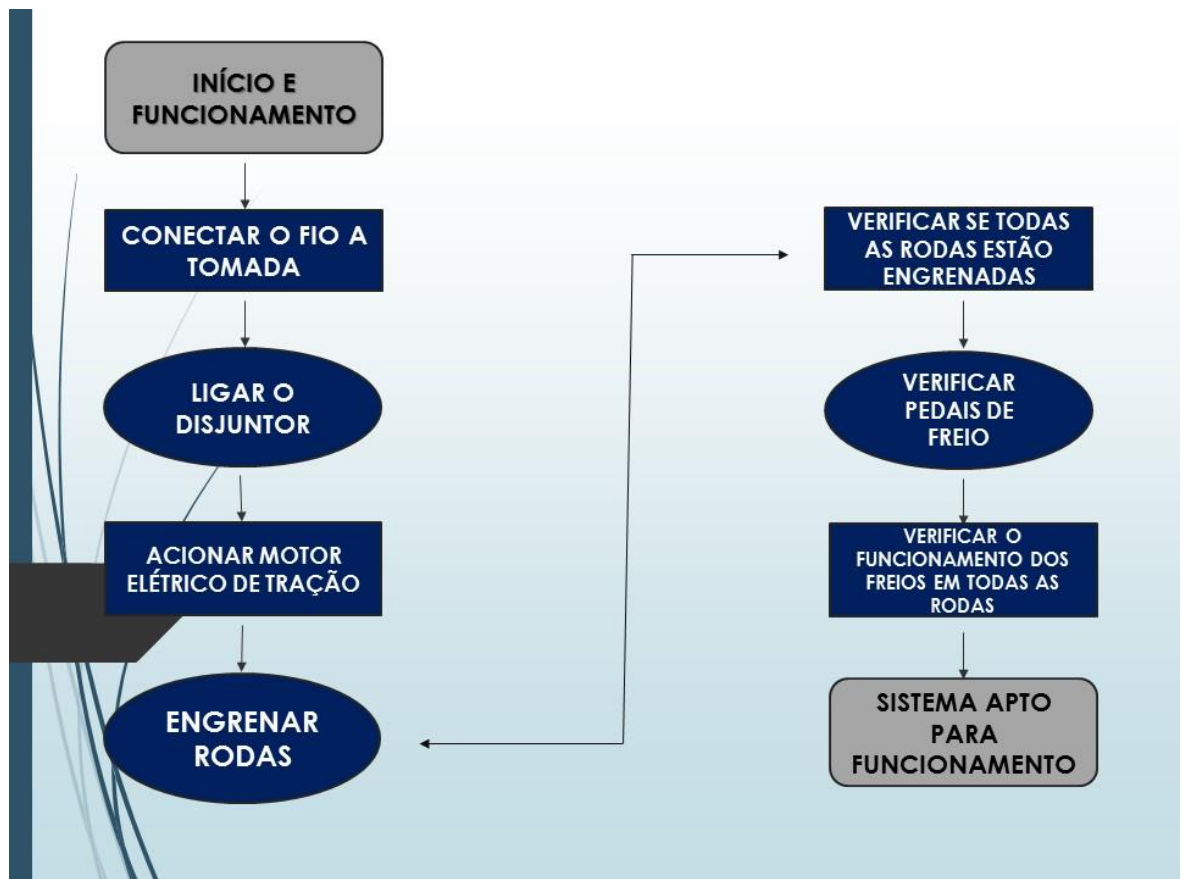 INÍCIO E
FUNCIONAMENTO
CONECTAR O FIO A
TOMADA
LIGAR O
DISJUNTOR
ACIONAR MOTOR
ELÉTRICO DE TRAÇÃO
ENGRENAR
RODAS
VERIFICAR SE TODAS
AS RODAS ESTÃO
ENGRENADAS
VERIFICAR
PEDAIS DE
FREIO
VERIFICAR O
FUNCIONAMENTO DOS
FREIOS EM TODAS AS
RODAS
SISTEMA APTO
PARA
FUNCIONAMENTO